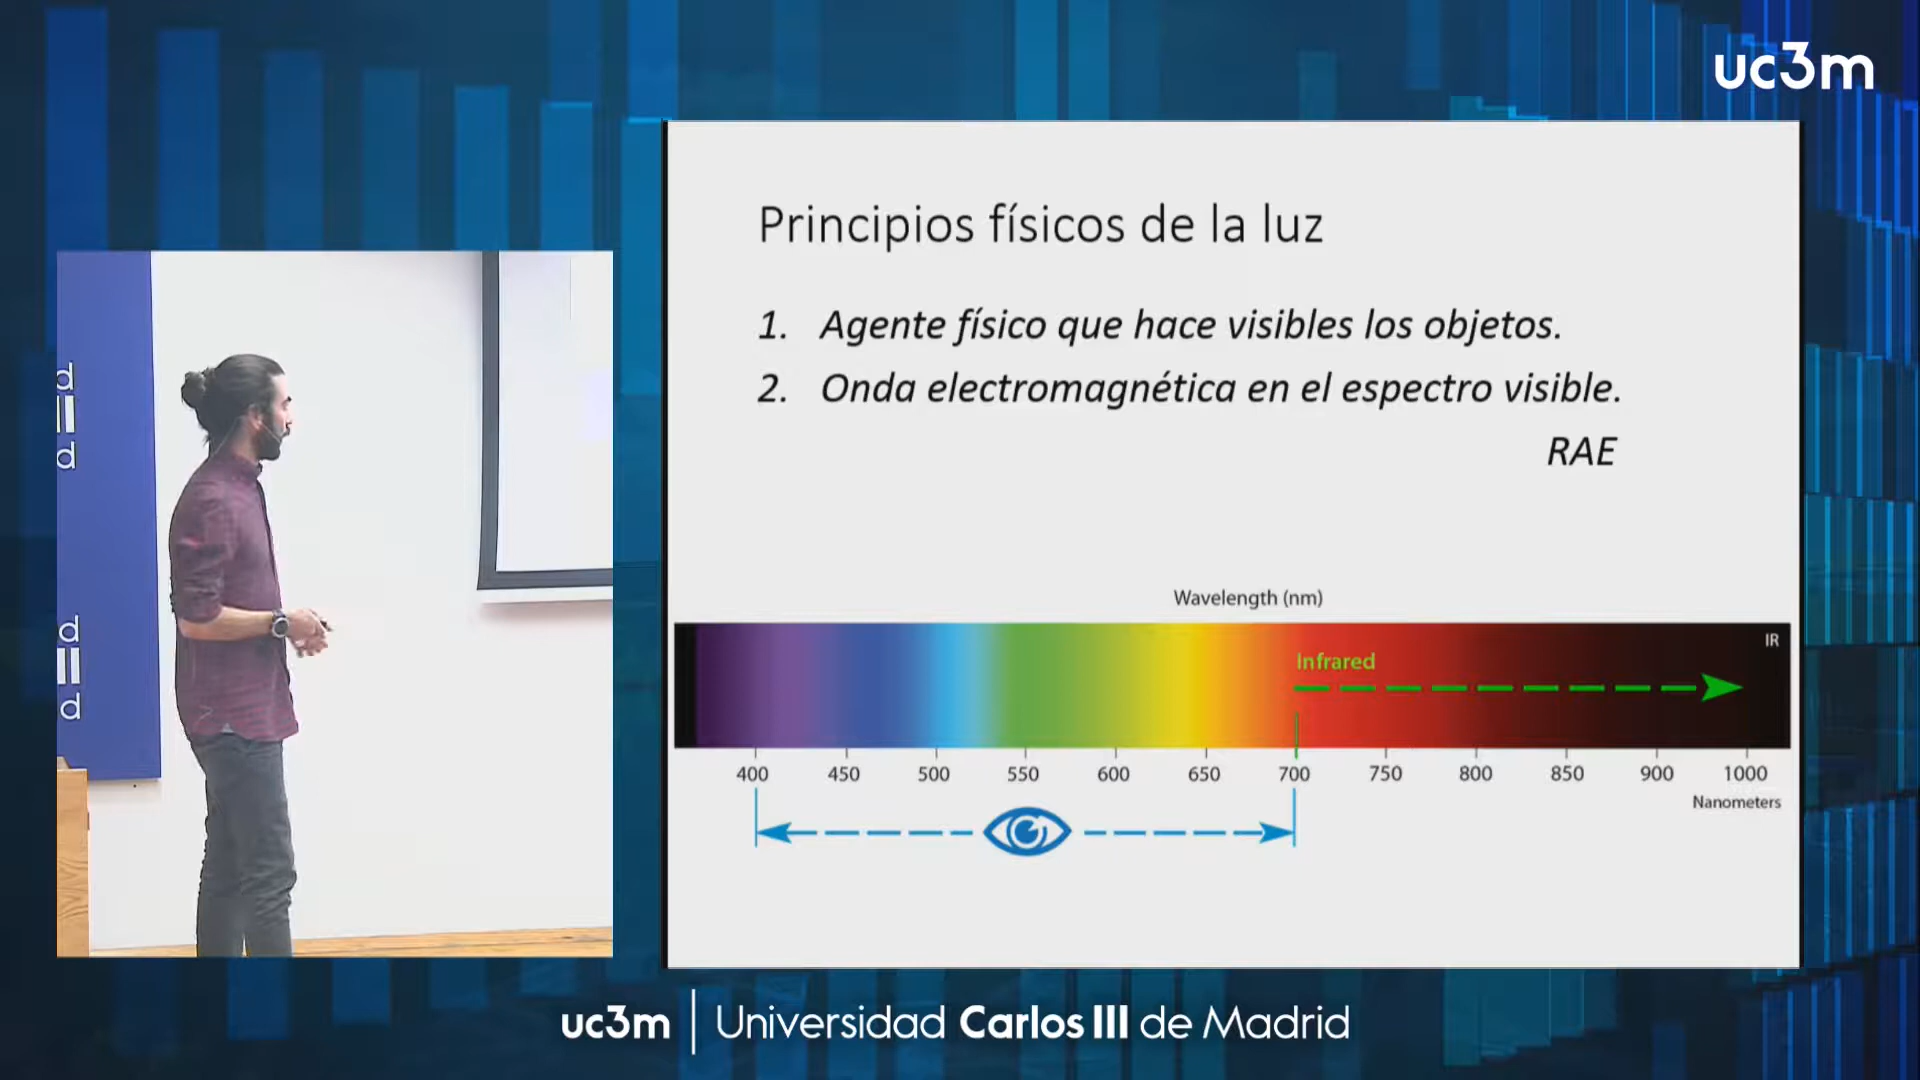 uc3m
Principios físicos de la luz
1. Agente físico que hace visibles los objetos.
2. Onda electromagnética en el espectro visible.
RAE
Wavelength (nm)
IR
Infrared
400 450 500 550 600 650 700 750 800 850 900 1000
Nanometers
uc3m | Universidad Carlos III de Madrid